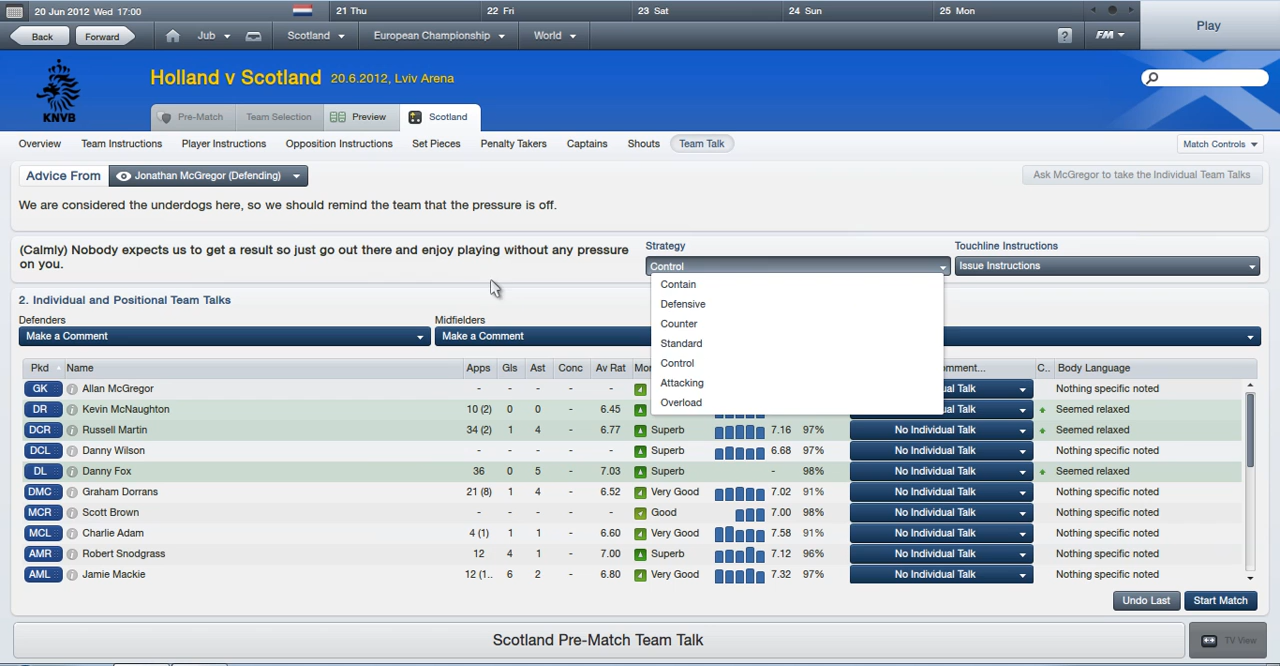 20 Jun 2012 Wed 17:00 21 Thu 22 Fri 23 Sat 24 Sun 25 Mon
Back Forward Jub Scotland European Championship World ? FM Play
Holland v Scotland 20.6.2012, Lviv Arena
KNVB
Pre-Match Team Selection Preview Scotland
Overview Team Instructions Player Instructions Opposition Instructions Set Pieces Penalty Takers Captains Shouts Team Talk Match Controls
Advice From Jonathan McGregor (Defending) Ask McGregor to take the Individual Team Talks
We are considered the underdogs here, so we should remind the team that the pressure is off.
(Calmly) Nobody expects us to get a result so just go out there and enjoy playing without any pressure
on you.
Strategy
Control
Touchline Instructions
Issue Instructions
Contain
Defensive
Counter
Standard
Control
Attacking
Overload
2. Individual and Positional Team Talks
Defenders
Make a Comment
Midfielders
Make a Comment
Pkd Name Apps Gls Ast Conc Av Rat Mor omment... C.. Body Language
GK i Allan McGregor - - - - - ual Talk Nothing specific noted
DR i Kevin McNaughton 10 (2) 0 0 - 6.45 ual Talk Seemed relaxed
DCR i Russell Martin 34 (2) 1 4 - 6.77 Superb 7.16 97% No Individual Talk Seemed relaxed
DCL i Danny Wilson - - - - - Superb 6.68 97% No Individual Talk Nothing specific noted
DL i Danny Fox 36 0 5 - 7.03 Superb - 98% No Individual Talk Seemed relaxed
DMC i Graham Dorrans 21 (8) 1 4 - 6.52 Very Good 7.02 91% No Individual Talk Nothing specific noted
MCR i Scott Brown - - - - - Good 7.00 98% No Individual Talk Nothing specific noted
MCL i Charlie Adam 4 (1) 1 1 - 6.60 Very Good 7.58 91% No Individual Talk Nothing specific noted
AMR i Robert Snodgrass 12 4 1 - 7.00 Superb 7.12 96% No Individual Talk Nothing specific noted
AML i Jamie Mackie 12 (1.. 6 2 - 6.80 Very Good 7.32 97% No Individual Talk Nothing specific noted
Undo Last Start Match
Scotland Pre-Match Team Talk TV View